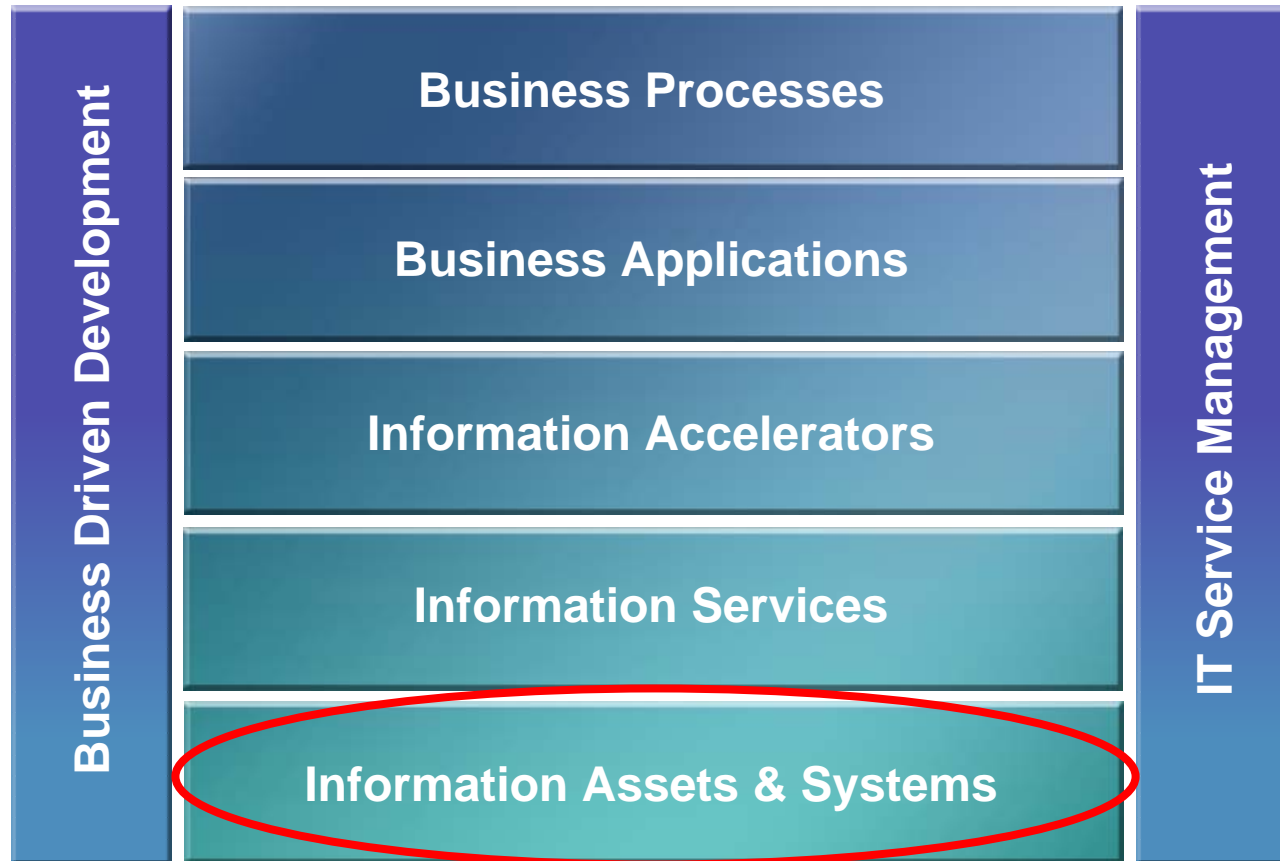 Business Driven Development
Business Processes
Business Applications
Information Accelerators
Information Services
Information Assets & Systems
IT Service Management